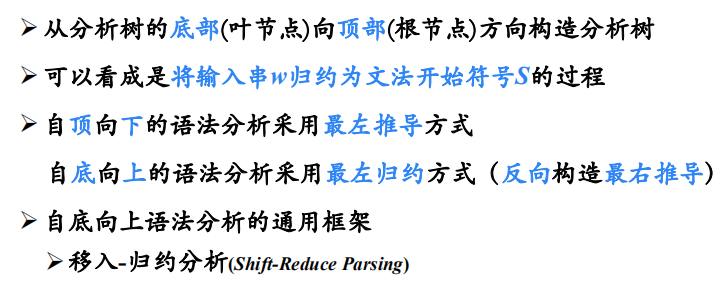 ➢从分析树的底部(叶节点)向顶部(根节点)方向构造分析树
➢可以看成是将输入串w归约为文法开始符号S的过程
➢自顶向下的语法分析采用最左推导方式
自底向上的语法分析采用最左归约方式（反向构造最右推导）
➢自底向上语法分析的通用框架
➢移入-归约分析(Shift-Reduce Parsing)